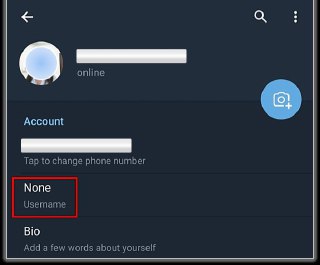 online
Account
Tap to change phone number
None
Username
Bio
Add a few words about yourself